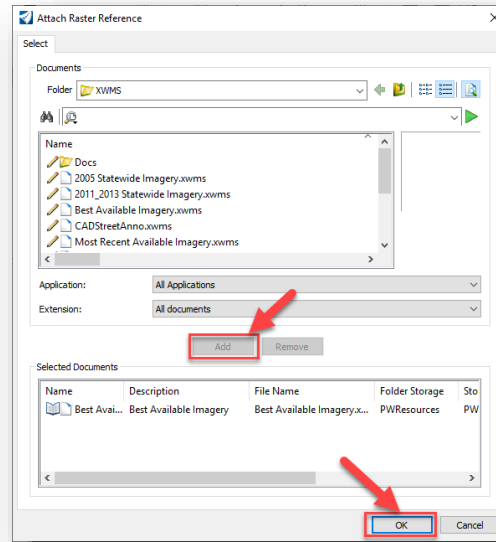 Attach Raster Reference
Select
Documents
Folder XWMS
Name
Docs
2005 Statewide Imagery.xwms
2011_2013 Statewide Imagery.xwms
Best Available Imagery.xwms
CADStreetAnno.xwms
Most Recent Available Imagery.xwms
Application: All Applications
Extension: All documents
Add Remove
Selected Documents
Name Description File Name Folder Storage Sto
Best Avai... Best Available Imagery Best Available Imagery.x... PWResources PW
OK Cancel